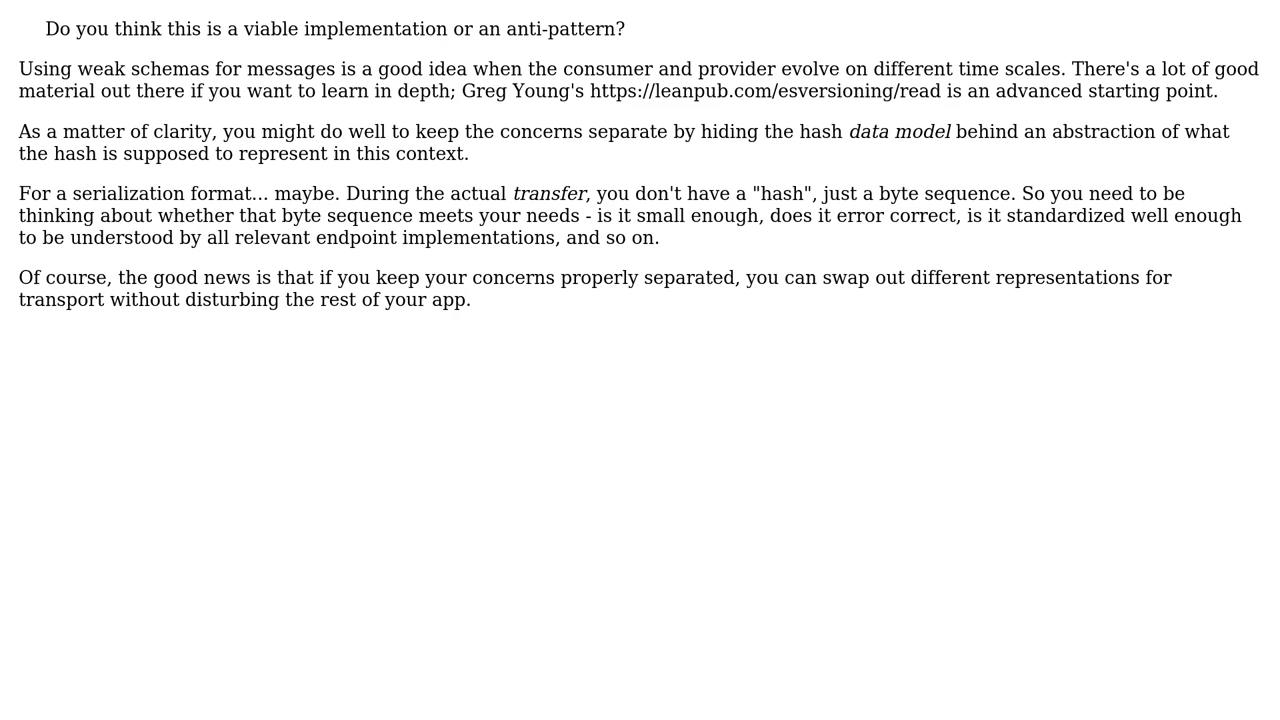 Do you think this is a viable implementation or an anti-pattern?
Using weak schemas for messages is a good idea when the consumer and provider evolve on different time scales. There's a lot of good
material out there if you want to learn in depth; Greg Young's https://leanpub.com/esversioning/read is an advanced starting point.
As a matter of clarity, you might do well to keep the concerns separate by hiding the hash data model behind an abstraction of what
the hash is supposed to represent in this context.
For a serialization format... maybe. During the actual transfer, you don't have a "hash", just a byte sequence. So you need to be
thinking about whether that byte sequence meets your needs - is it small enough, does it error correct, is it standardized well enough
to be understood by all relevant endpoint implementations, and so on.
Of course, the good news is that if you keep your concerns properly separated, you can swap out different representations for
transport without disturbing the rest of your app.